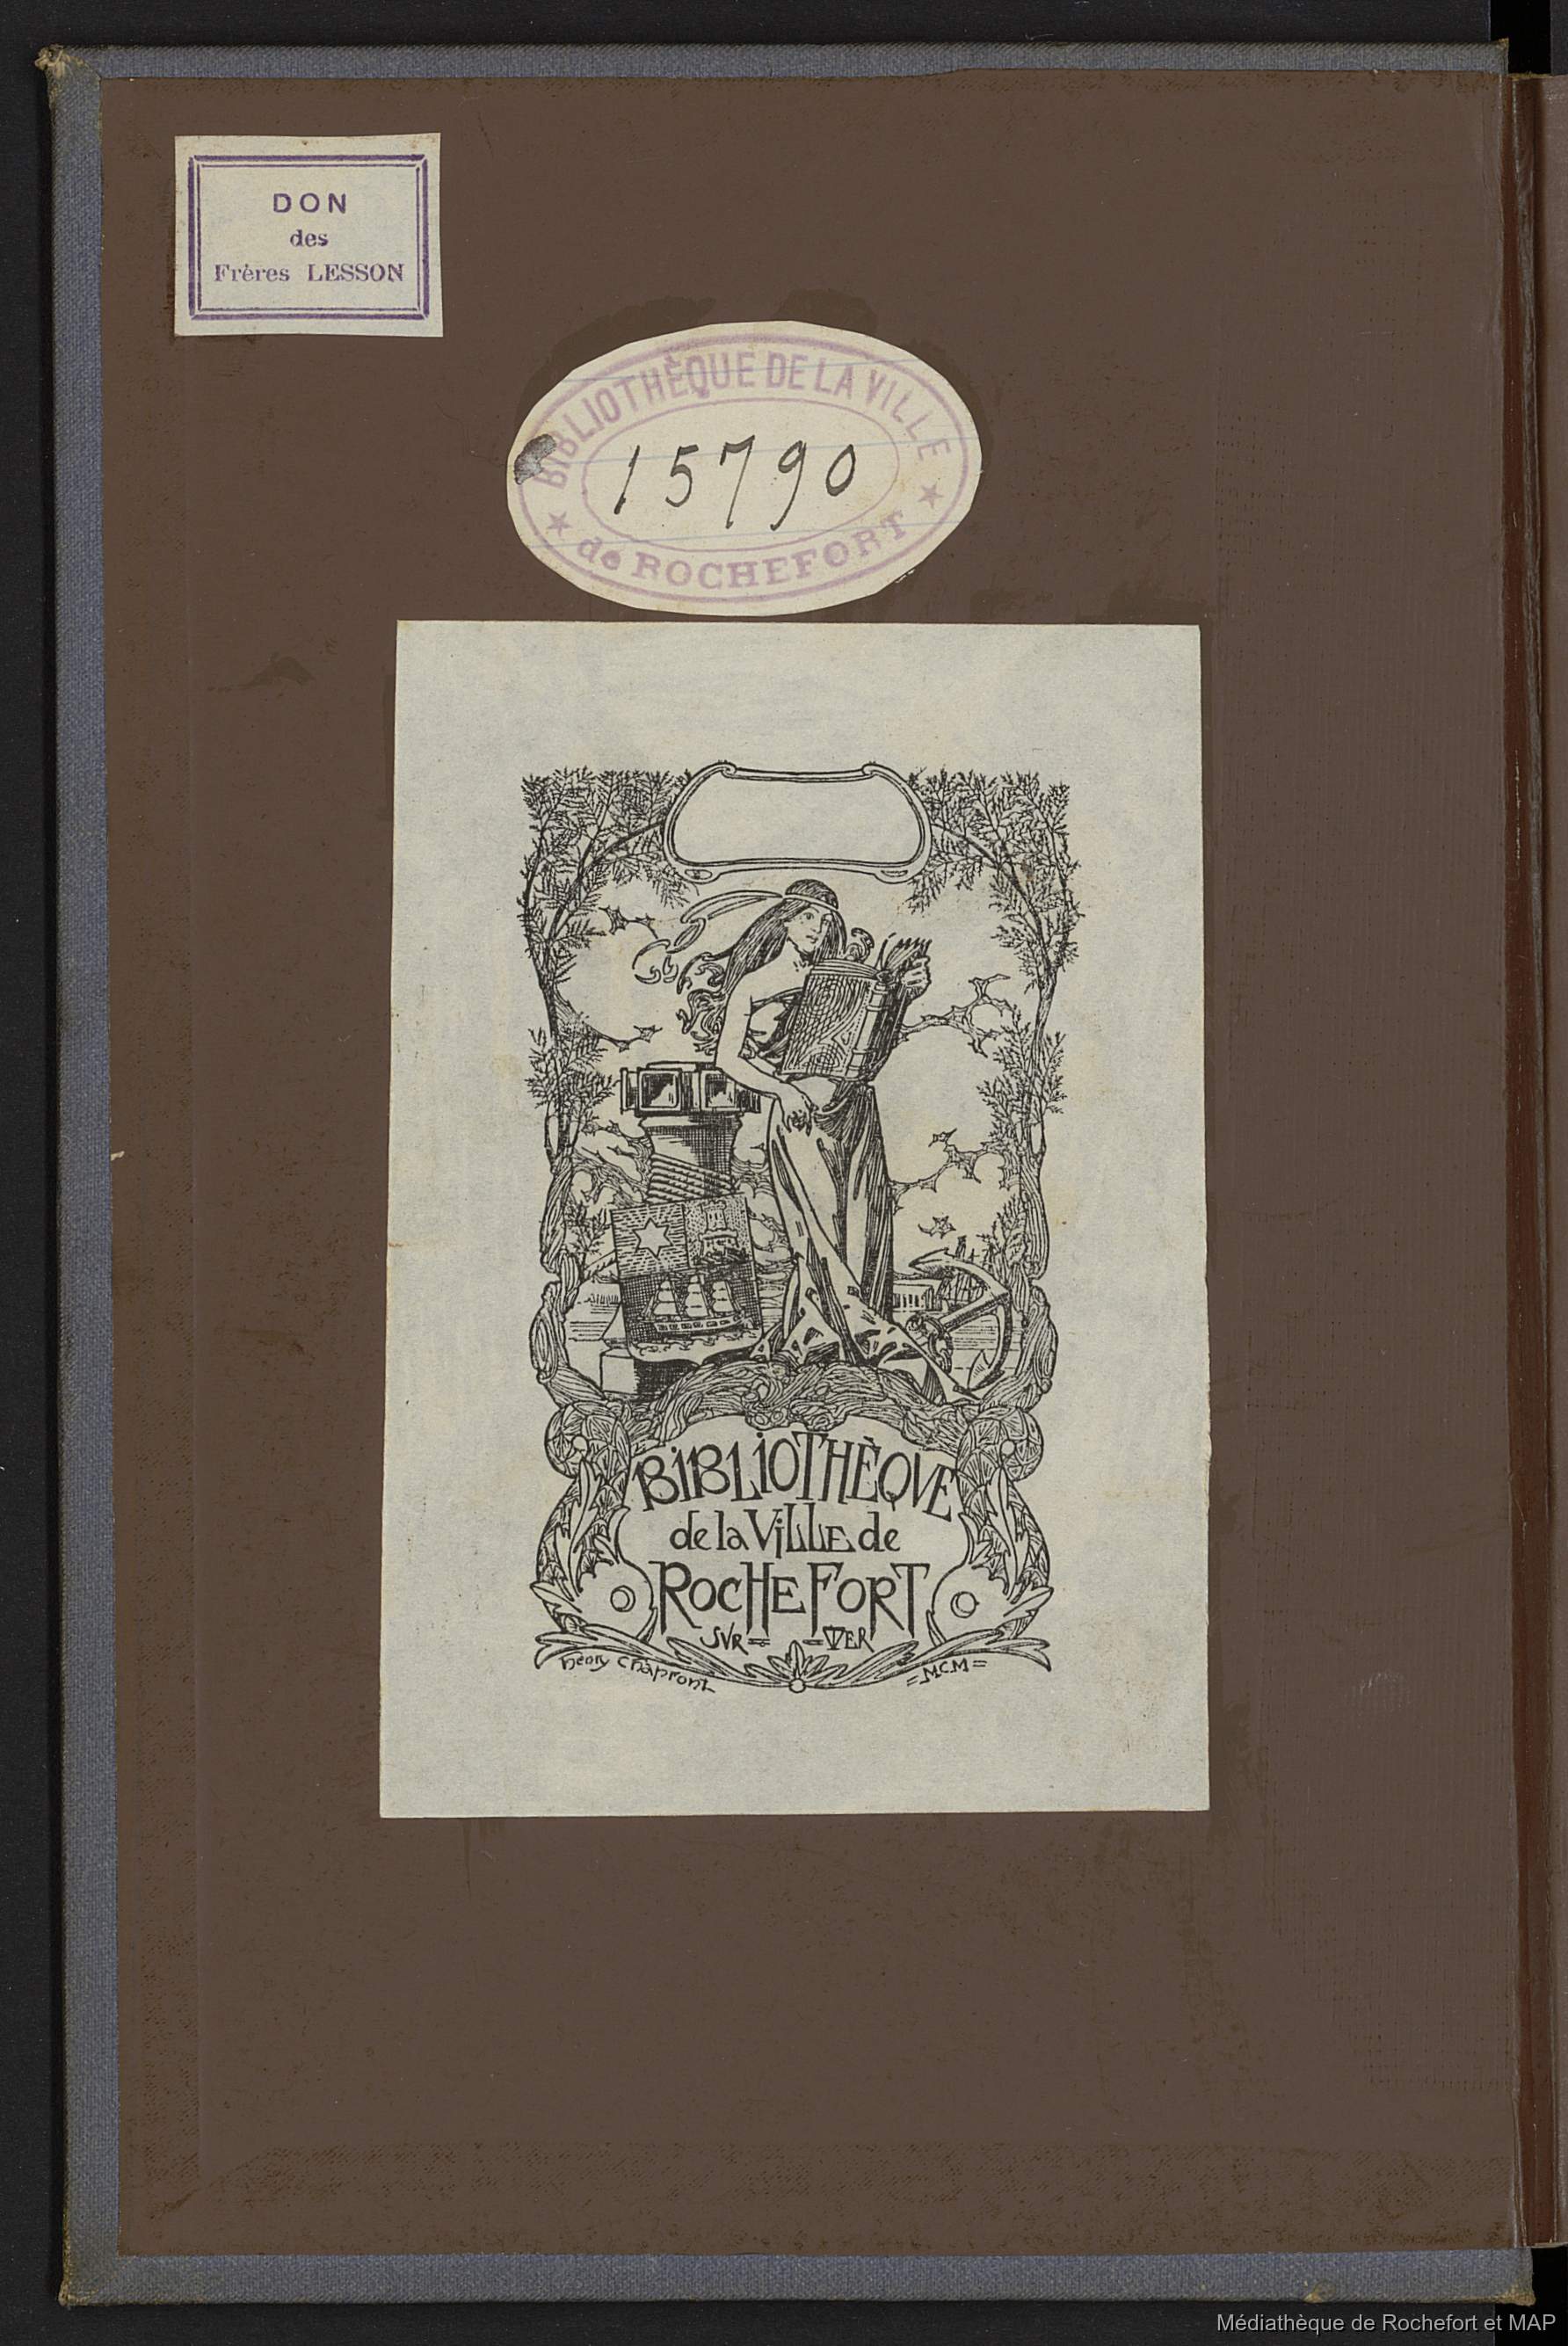 DON
des
Frères LESSON
BIBLIOTHÈQUE DE LA VILLE
15790
★ de ROCHEFORT ★
BIBLIOTHÈQVE
de la ViLLE de
ROCHEFORT
SVR = = MER
henry Chapront
=MCM=
Médiathèque de Rochefort et MAP